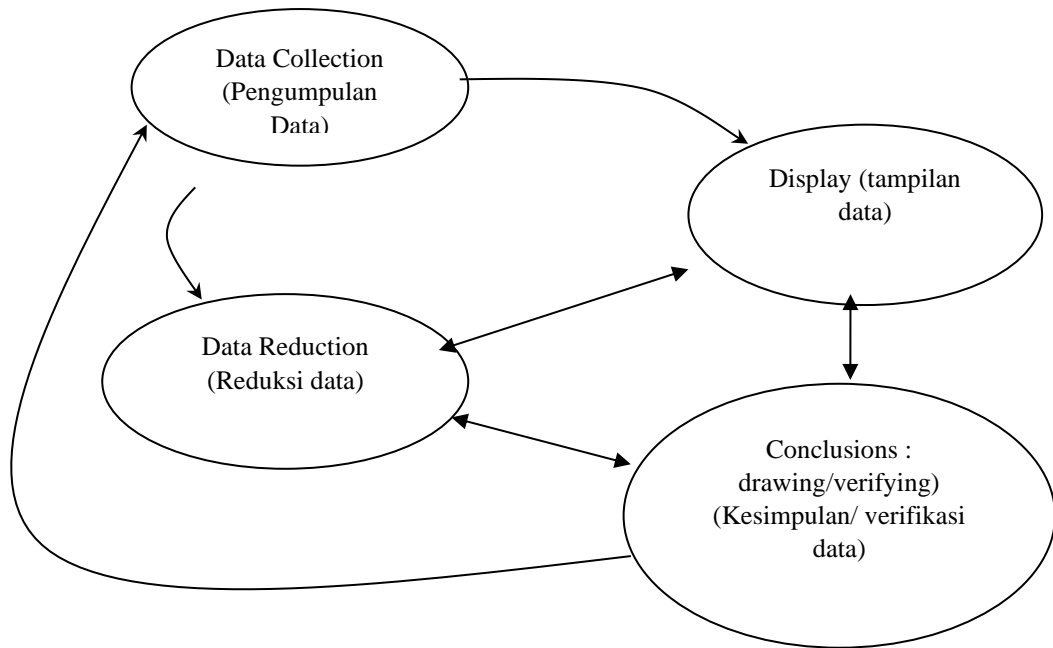 Data Collection
(Pengumpulan
Data)
Display (tampilan
data)
Data Reduction
(Reduksi data)
Conclusions :
drawing/verifying)
(Kesimpulan/ verifikasi
data)